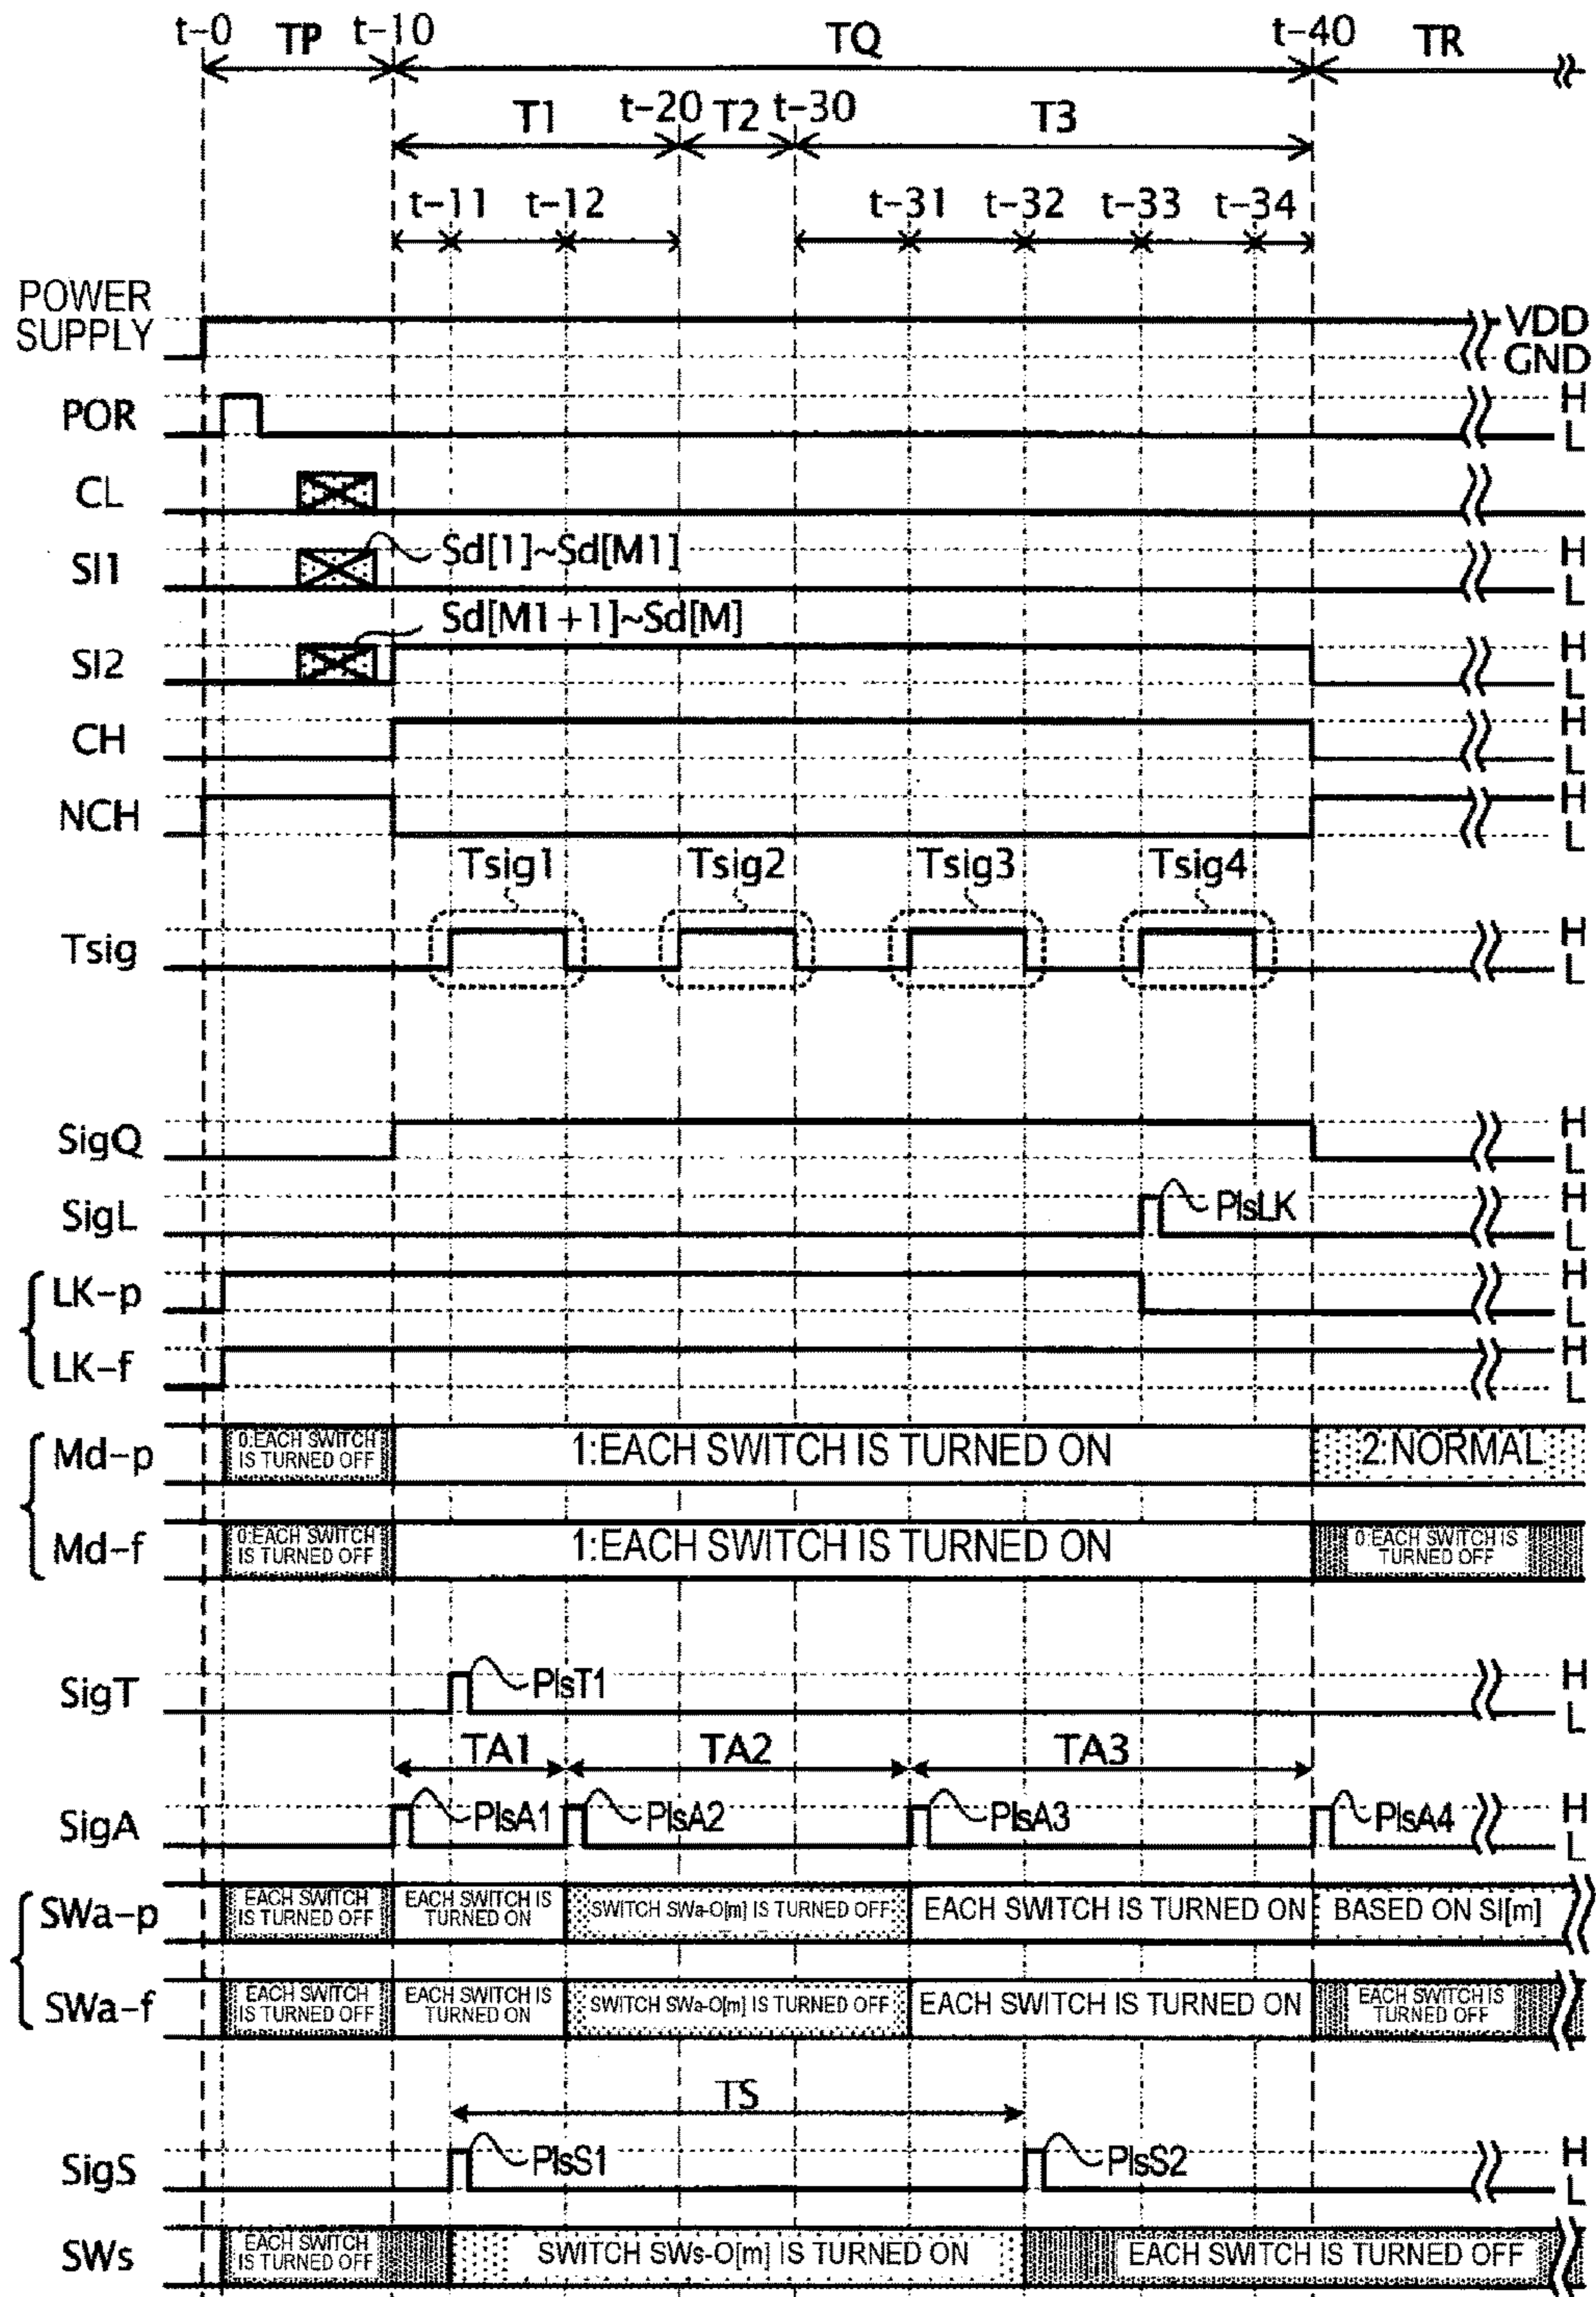 t-0 TP t-10 TQ t-40 TR
T1 t-20 T2 t-30 T3
t-11 t-12 t-31 t-32 t-33 t-34
POWER
SUPPLY
VDD
GND
POR H
L
CL
SI1 Sd[1]~Sd[M1] H
L
Sd[M1+1]~Sd[M]
SI2 H
L
CH H
L
NCH H
L
Tsig1 Tsig2 Tsig3 Tsig4
Tsig H
L
SigQ H
L
SigL PlsLK H
L
LK-p H
L
LK-f H
L
Md-p 0:EACH SWITCH IS TURNED OFF 1:EACH SWITCH IS TURNED ON 2:NORMAL
Md-f 0:EACH SWITCH IS TURNED OFF 1:EACH SWITCH IS TURNED ON 0:EACH SWITCH IS TURNED OFF
SigT PlsT1 H
L
TA1 TA2 TA3
SigA PlsA1 PlsA2 PlsA3 PlsA4 H
L
SWa-p EACH SWITCH IS TURNED OFF EACH SWITCH IS TURNED ON SWITCH SWa-O[m] IS TURNED OFF EACH SWITCH IS TURNED ON BASED ON SI[m]
SWa-f EACH SWITCH IS TURNED OFF EACH SWITCH IS TURNED ON SWITCH SWa-O[m] IS TURNED OFF EACH SWITCH IS TURNED ON EACH SWITCH IS TURNED OFF
TS
SigS PlsS1 PlsS2 H
L
SWs EACH SWITCH IS TURNED OFF SWITCH SWs-O[m] IS TURNED ON EACH SWITCH IS TURNED OFF